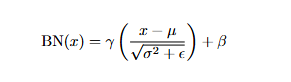 BN(x) = γ ( (x − μ) / √(σ² + ϵ) ) + β